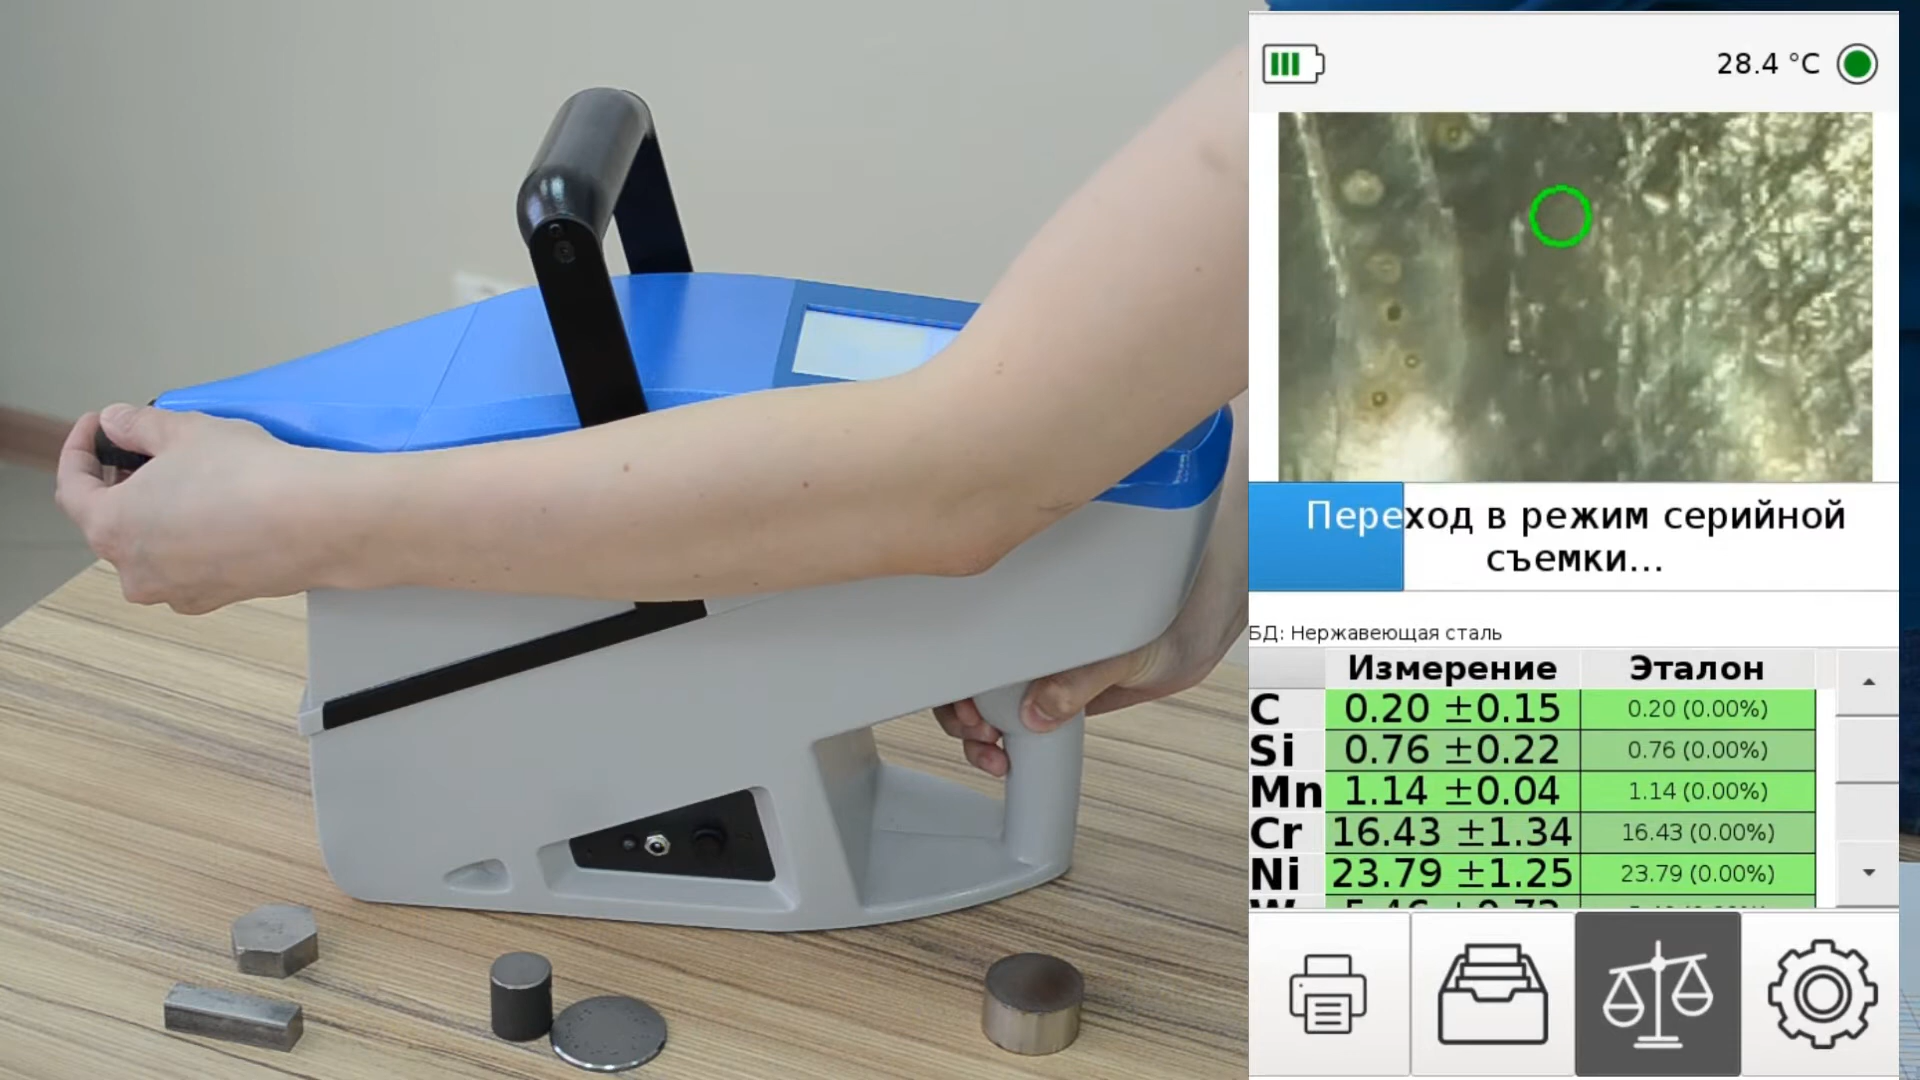 28.4 °C
Переход в режим серийной
съемки...
БД: Нержавеющая сталь
Измерение Эталон
C 0.20 ±0.15 0.20 (0.00%)
Si 0.76 ±0.22 0.76 (0.00%)
Mn 1.14 ±0.04 1.14 (0.00%)
Cr 16.43 ±1.34 16.43 (0.00%)
Ni 23.79 ±1.25 23.79 (0.00%)